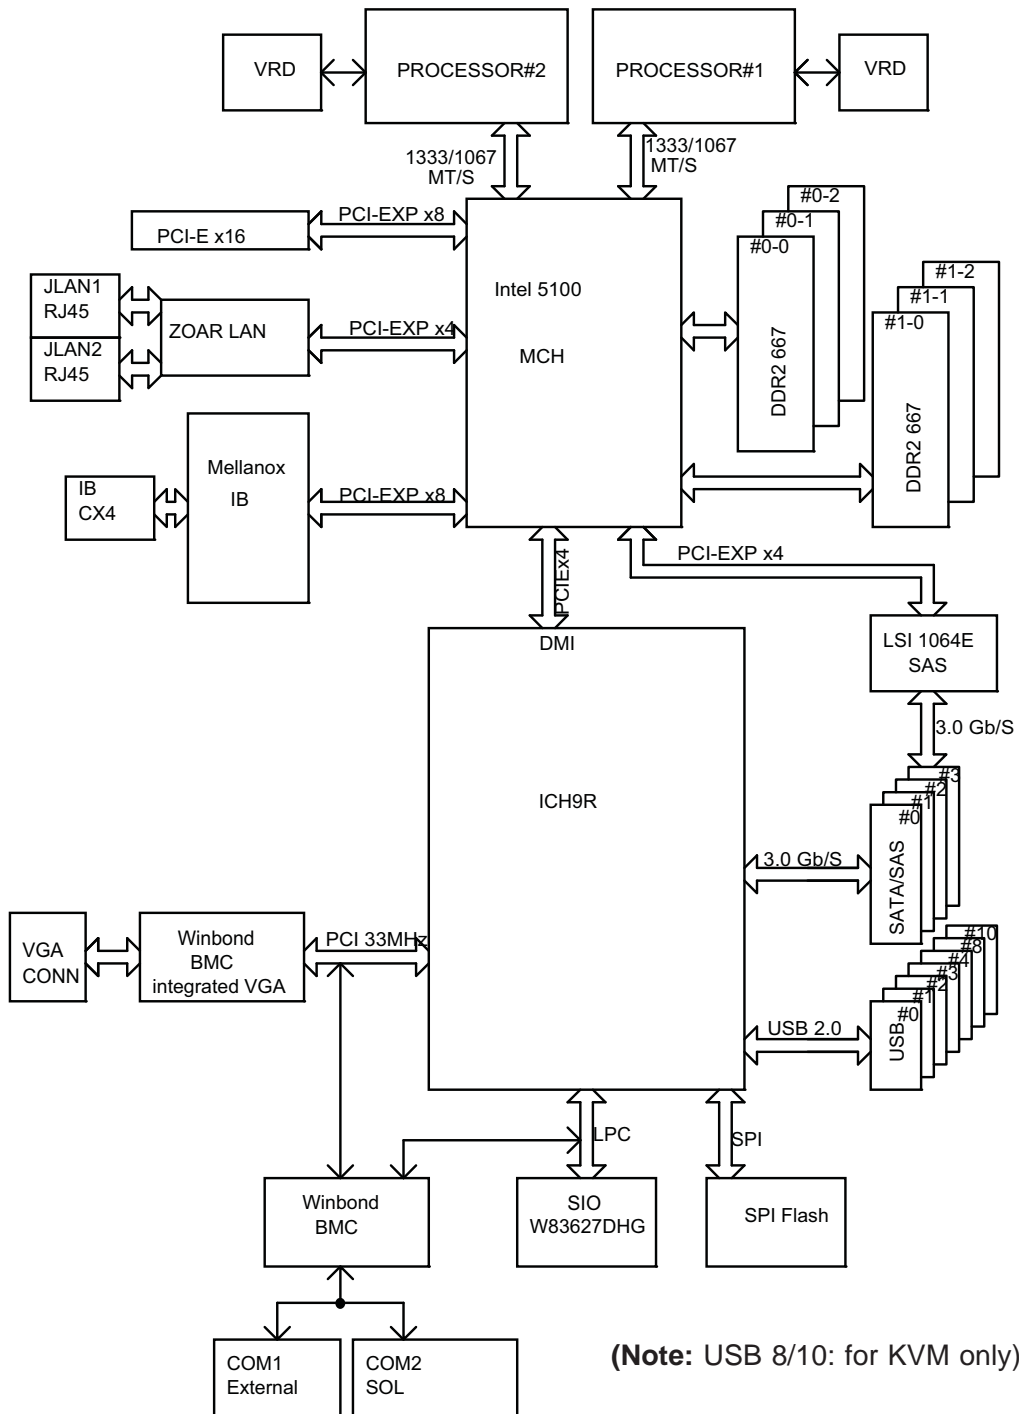 VRD
PROCESSOR#2
PROCESSOR#1
VRD
1333/1067
MT/S
1333/1067
MT/S
PCI-E x16
PCI-EXP x8
Intel 5100
MCH
#0-2
#0-1
#0-0
DDR2 667
#1-2
#1-1
#1-0
DDR2 667
JLAN1
RJ45
JLAN2
RJ45
ZOAR LAN
PCI-EXP x4
IB
CX4
Mellanox
IB
PCI-EXP x8
PCIEx4
PCI-EXP x4
DMI
ICH9R
LSI 1064E
SAS
3.0 Gb/S
#3
#2
#1
#0
SATA/SAS
3.0 Gb/S
VGA
CONN
Winbond
BMC
integrated VGA
PCI 33MHz
#10
#8
#4
#3
#2
#1
#0
USB
USB 2.0
LPC
SPI
Winbond
BMC
SIO
W83627DHG
SPI Flash
COM1
External
COM2
SOL
(Note: USB 8/10: for KVM only)